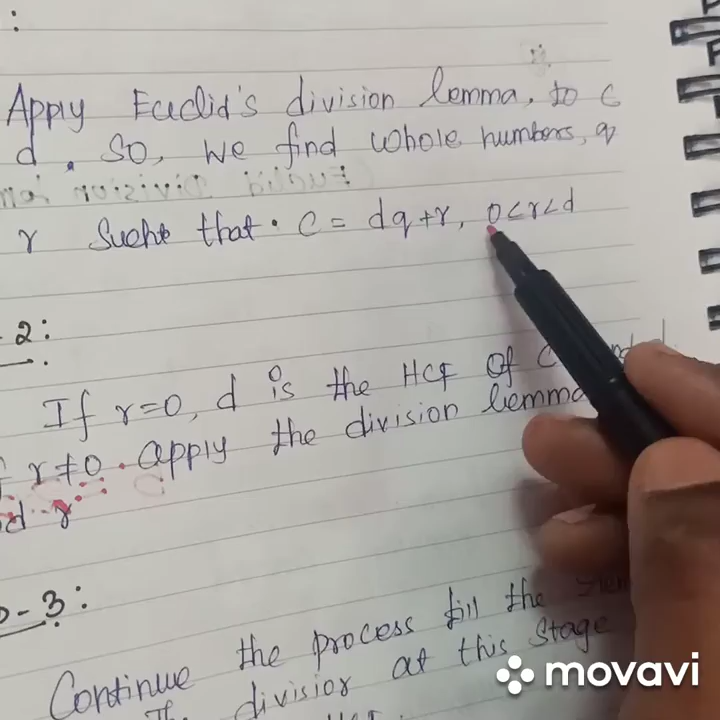 :
Apply Euclid's division lemma, to c
d. So, we find whole numbers, q
r Sucht that. C = dq+r, 0<r<d
- 2:
If r=0, d is the HCF of C
r≠0. apply the division lemma
d r
- 3:
Continue the process till the
divisior at this stage
movavi